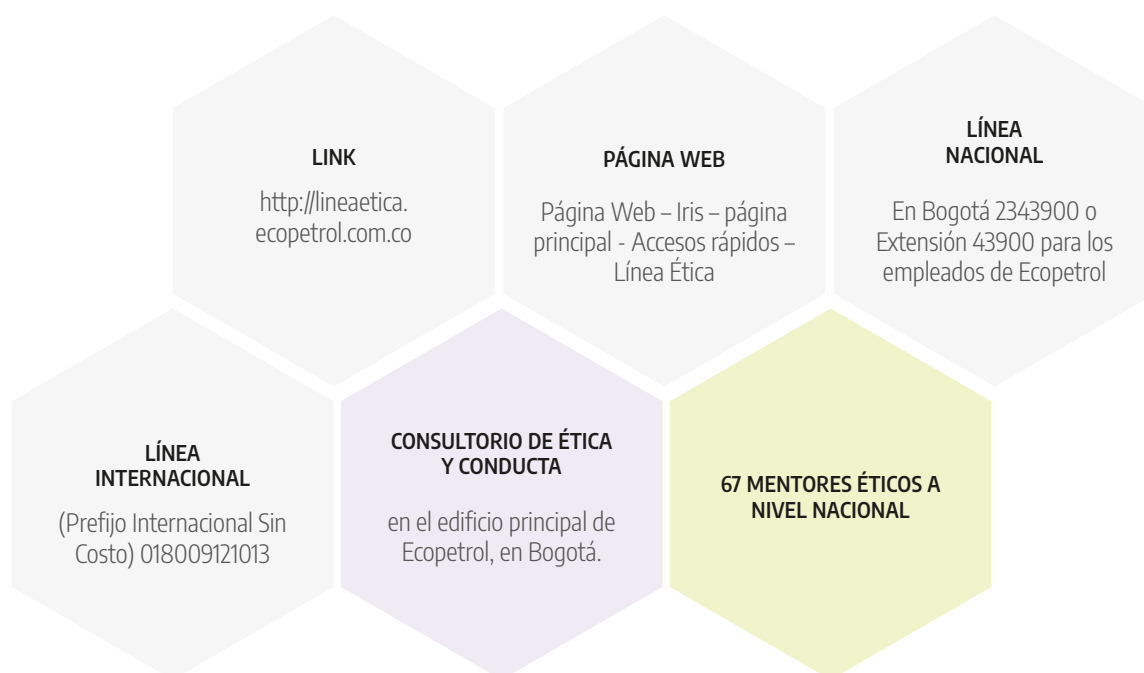 LINK
http://lineaetica.
ecopetrol.com.co
PÁGINA WEB
Página Web – Iris – página
principal - Accesos rápidos –
Línea Ética
LÍNEA
NACIONAL
En Bogotá 2343900 o
Extensión 43900 para los
empleados de Ecopetrol
LÍNEA
INTERNACIONAL
(Prefijo Internacional Sin
Costo) 018009121013
CONSULTORIO DE ÉTICA
Y CONDUCTA
en el edificio principal de
Ecopetrol, en Bogotá.
67 MENTORES ÉTICOS A
NIVEL NACIONAL